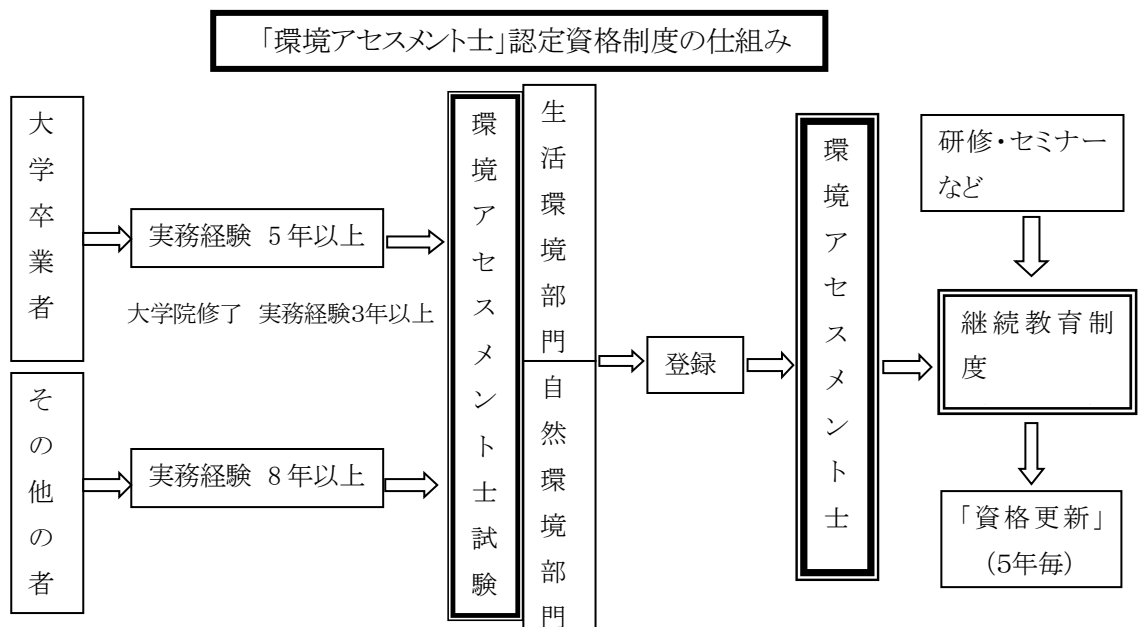 「環境アセスメント士」認定資格制度の仕組み
大学卒業者
実務経験 5年以上
大学院修了 実務経験3年以上
その他の者
実務経験 8年以上
環境アセスメント士試験
生活環境部門
自然環境部門
登録
環境アセスメント士
研修・セミナー
など
継続教育制
度
「資格更新」
(5年毎)